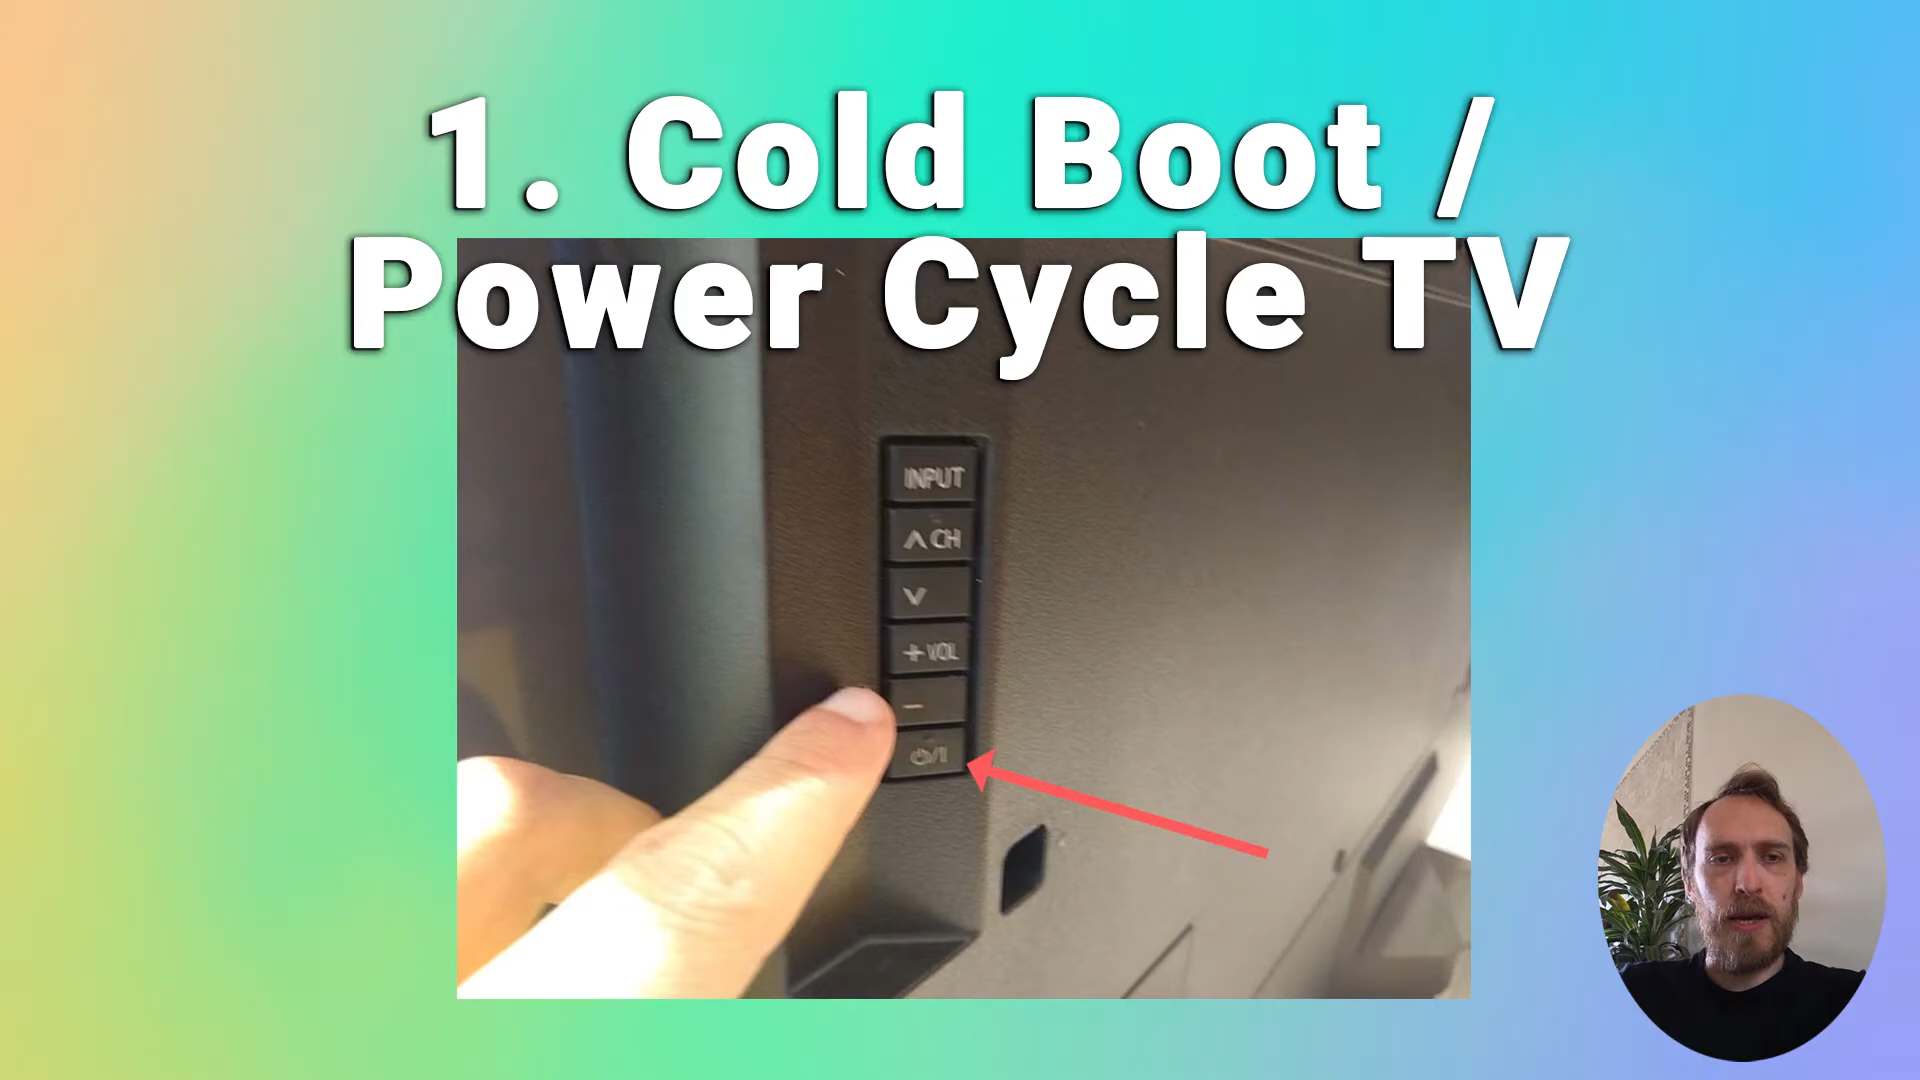 1. Cold Boot /
Power Cycle TV
INPUT
∧ CH
∨
+ VOL
−
⏻/I